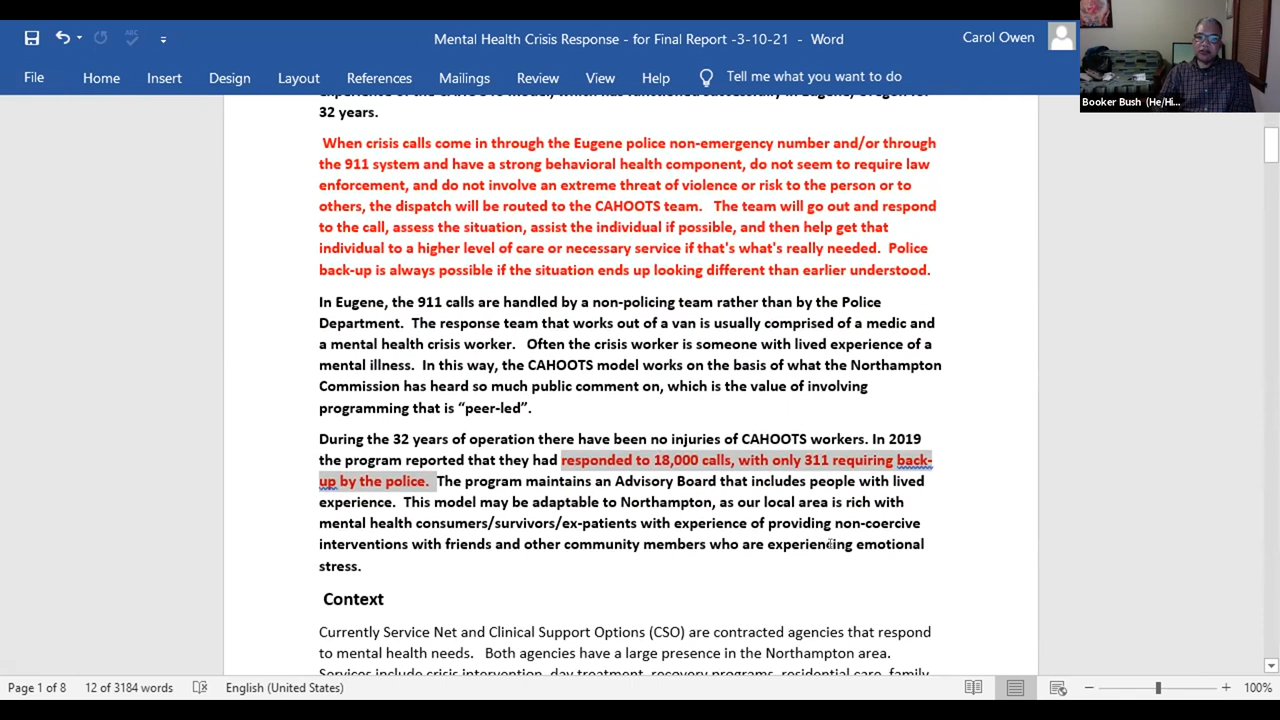 Mental Health Crisis Response - for Final Report -3-10-21 - Word
Carol Owen
File Home Insert Design Layout References Mailings Review View Help Tell me what you want to do
Booker Bush (He/Hi...
32 years.
When crisis calls come in through the Eugene police non-emergency number and/or through
the 911 system and have a strong behavioral health component, do not seem to require law
enforcement, and do not involve an extreme threat of violence or risk to the person or to
others, the dispatch will be routed to the CAHOOTS team. The team will go out and respond
to the call, assess the situation, assist the individual if possible, and then help get that
individual to a higher level of care or necessary service if that's what's really needed. Police
back-up is always possible if the situation ends up looking different than earlier understood.
In Eugene, the 911 calls are handled by a non-policing team rather than by the Police
Department. The response team that works out of a van is usually comprised of a medic and
a mental health crisis worker. Often the crisis worker is someone with lived experience of a
mental illness. In this way, the CAHOOTS model works on the basis of what the Northampton
Commission has heard so much public comment on, which is the value of involving
programming that is “peer-led”.
During the 32 years of operation there have been no injuries of CAHOOTS workers. In 2019
the program reported that they had responded to 18,000 calls, with only 311 requiring back-
up by the police. The program maintains an Advisory Board that includes people with lived
experience. This model may be adaptable to Northampton, as our local area is rich with
mental health consumers/survivors/ex-patients with experience of providing non-coercive
interventions with friends and other community members who are experiencing emotional
stress.
Context
Currently Service Net and Clinical Support Options (CSO) are contracted agencies that respond
to mental health needs. Both agencies have a large presence in the Northampton area.
Services include crisis intervention, day treatment, recovery programs, residential care, family
Page 1 of 8 12 of 3184 words English (United States) 100%